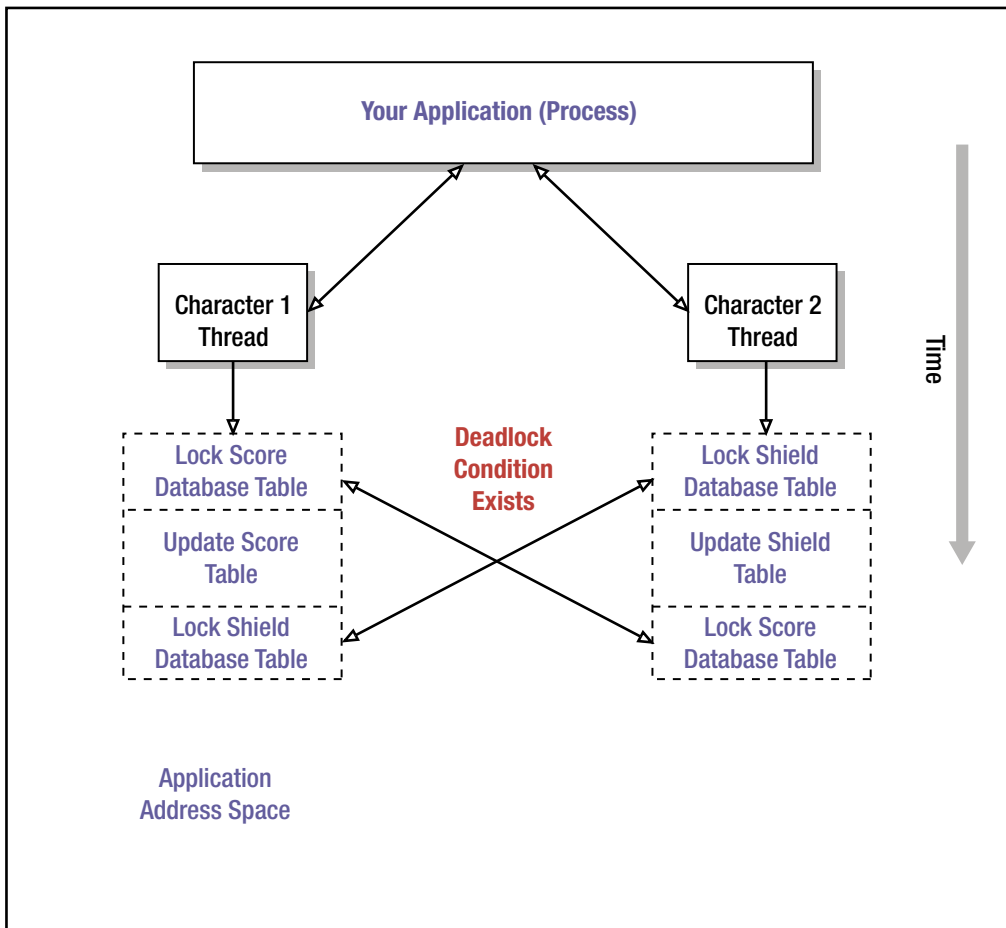 Your Application (Process)
Character 1
Thread
Character 2
Thread
Time
Lock Score
Database Table
Update Score
Table
Lock Shield
Database Table
Deadlock
Condition
Exists
Lock Shield
Database Table
Update Shield
Table
Lock Score
Database Table
Application
Address Space